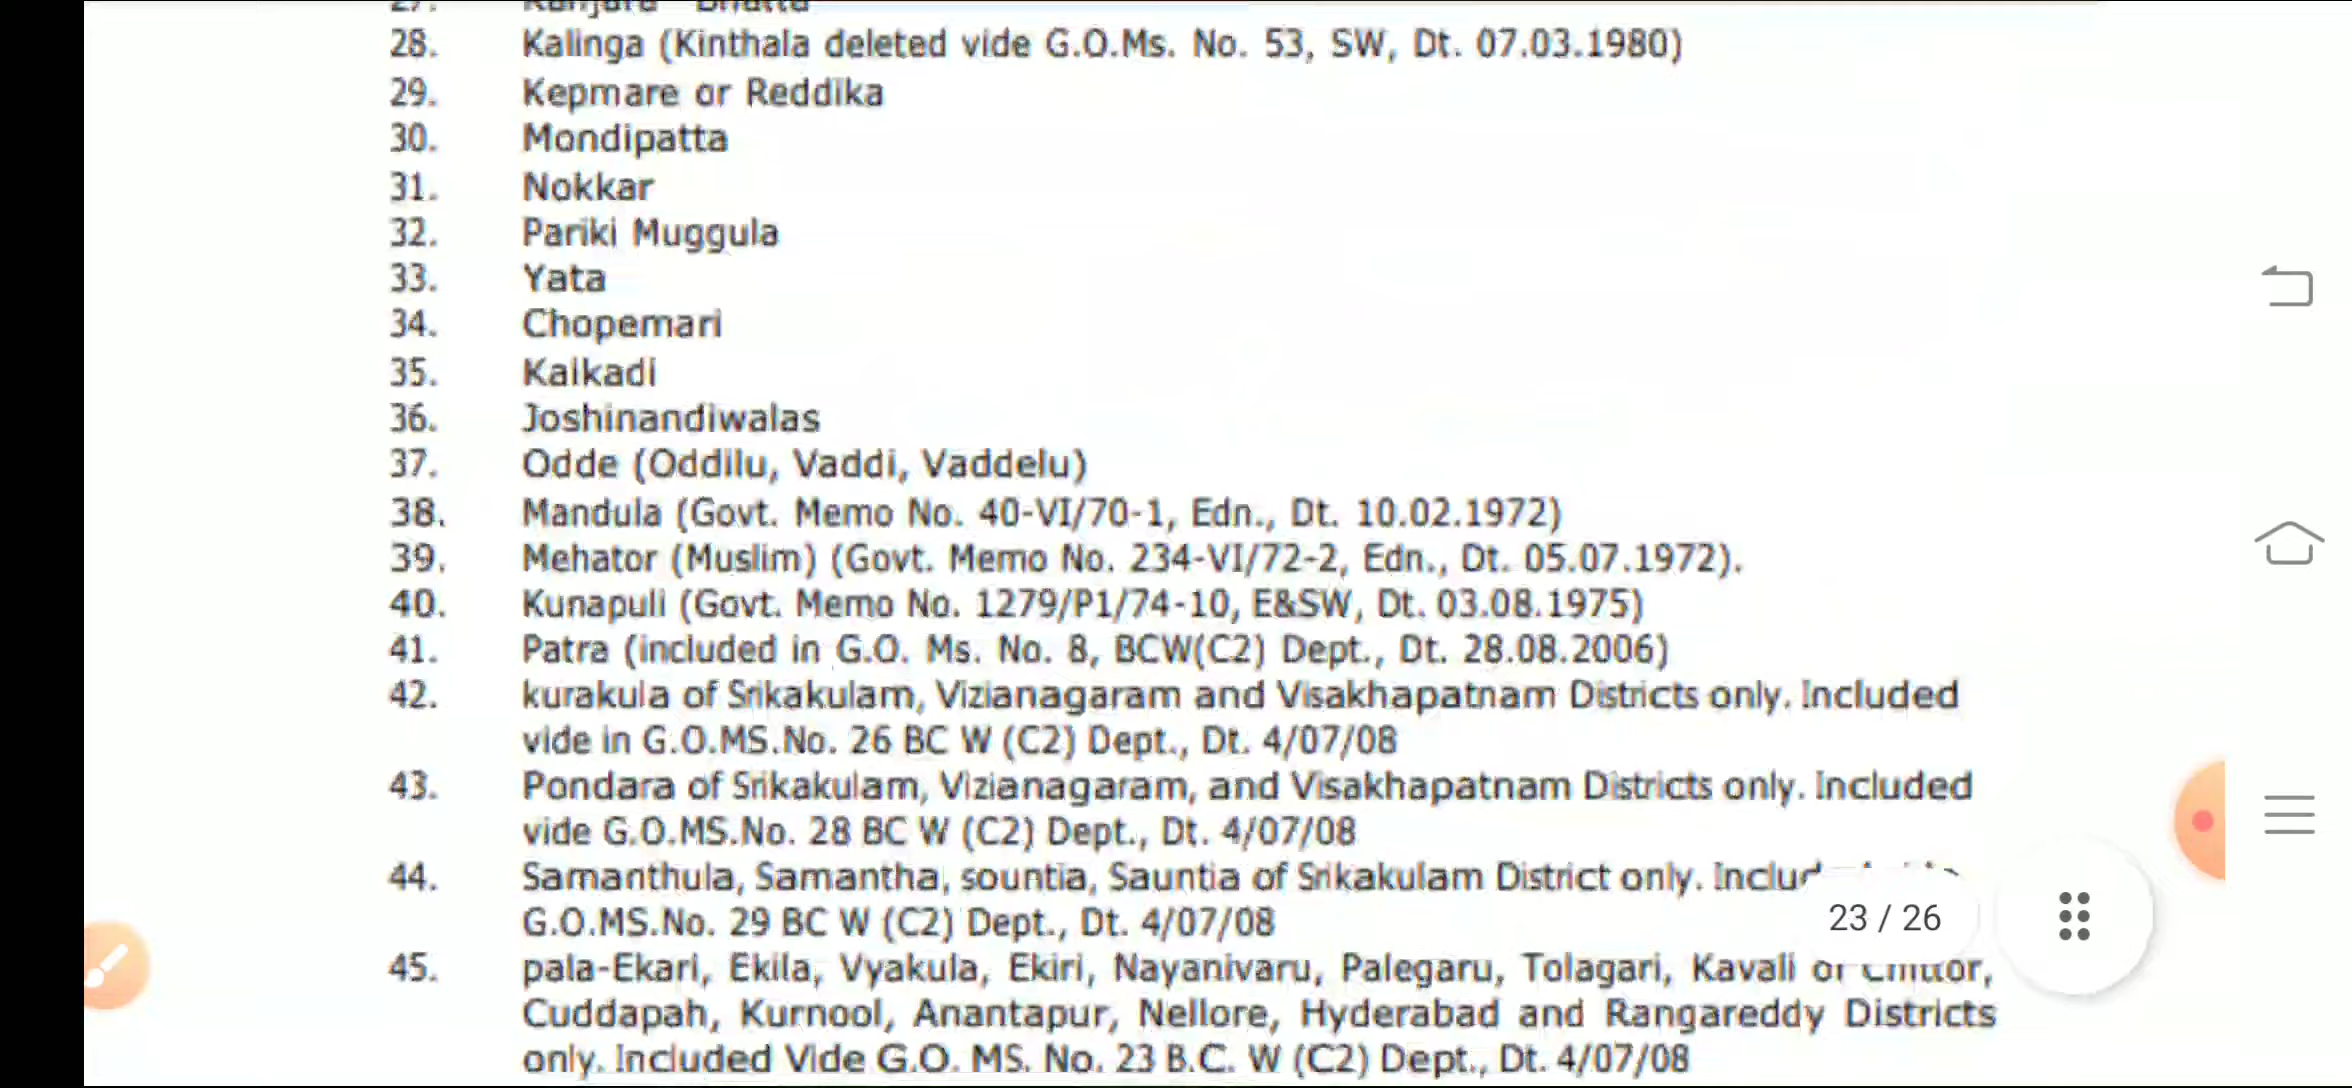 27. Kanjara Bhatta
28. Kalinga (Kinthala deleted vide G.O.Ms. No. 53, SW, Dt. 07.03.1980)
29. Kepmare or Reddika
30. Mondipatta
31. Nokkar
32. Pariki Muggula
33. Yata
34. Chopemari
35. Kaikadi
36. Joshinandiwalas
37. Odde (Oddilu, Vaddi, Vaddelu)
38. Mandula (Govt. Memo No. 40-VI/70-1, Edn., Dt. 10.02.1972)
39. Mehator (Muslim) (Govt. Memo No. 234-VI/72-2, Edn., Dt. 05.07.1972).
40. Kunapuli (Govt. Memo No. 1279/P1/74-10, E&SW, Dt. 03.08.1975)
41. Patra (included in G.O. Ms. No. 8, BCW(C2) Dept., Dt. 28.08.2006)
42. kurakula of Srikakulam, Vizianagaram and Visakhapatnam Districts only. Included
vide in G.O.MS.No. 26 BC W (C2) Dept., Dt. 4/07/08
43. Pondara of Srikakulam, Vizianagaram, and Visakhapatnam Districts only. Included
vide G.O.MS.No. 28 BC W (C2) Dept., Dt. 4/07/08
44. Samanthula, Samantha, sountia, Sauntia of Srikakulam District only.
G.O.MS.No. 29 BC W (C2) Dept., Dt. 4/07/08
23 / 26
45. pala-Ekari, Ekila, Vyakula, Ekiri, Nayanivaru, Palegaru, Tolagari, Kavali of Chittor,
Cuddapah, Kurnool, Anantapur, Nellore, Hyderabad and Rangareddy Districts
only. Included Vide G.O. MS. No. 23 B.C. W (C2) Dept., Dt. 4/07/08